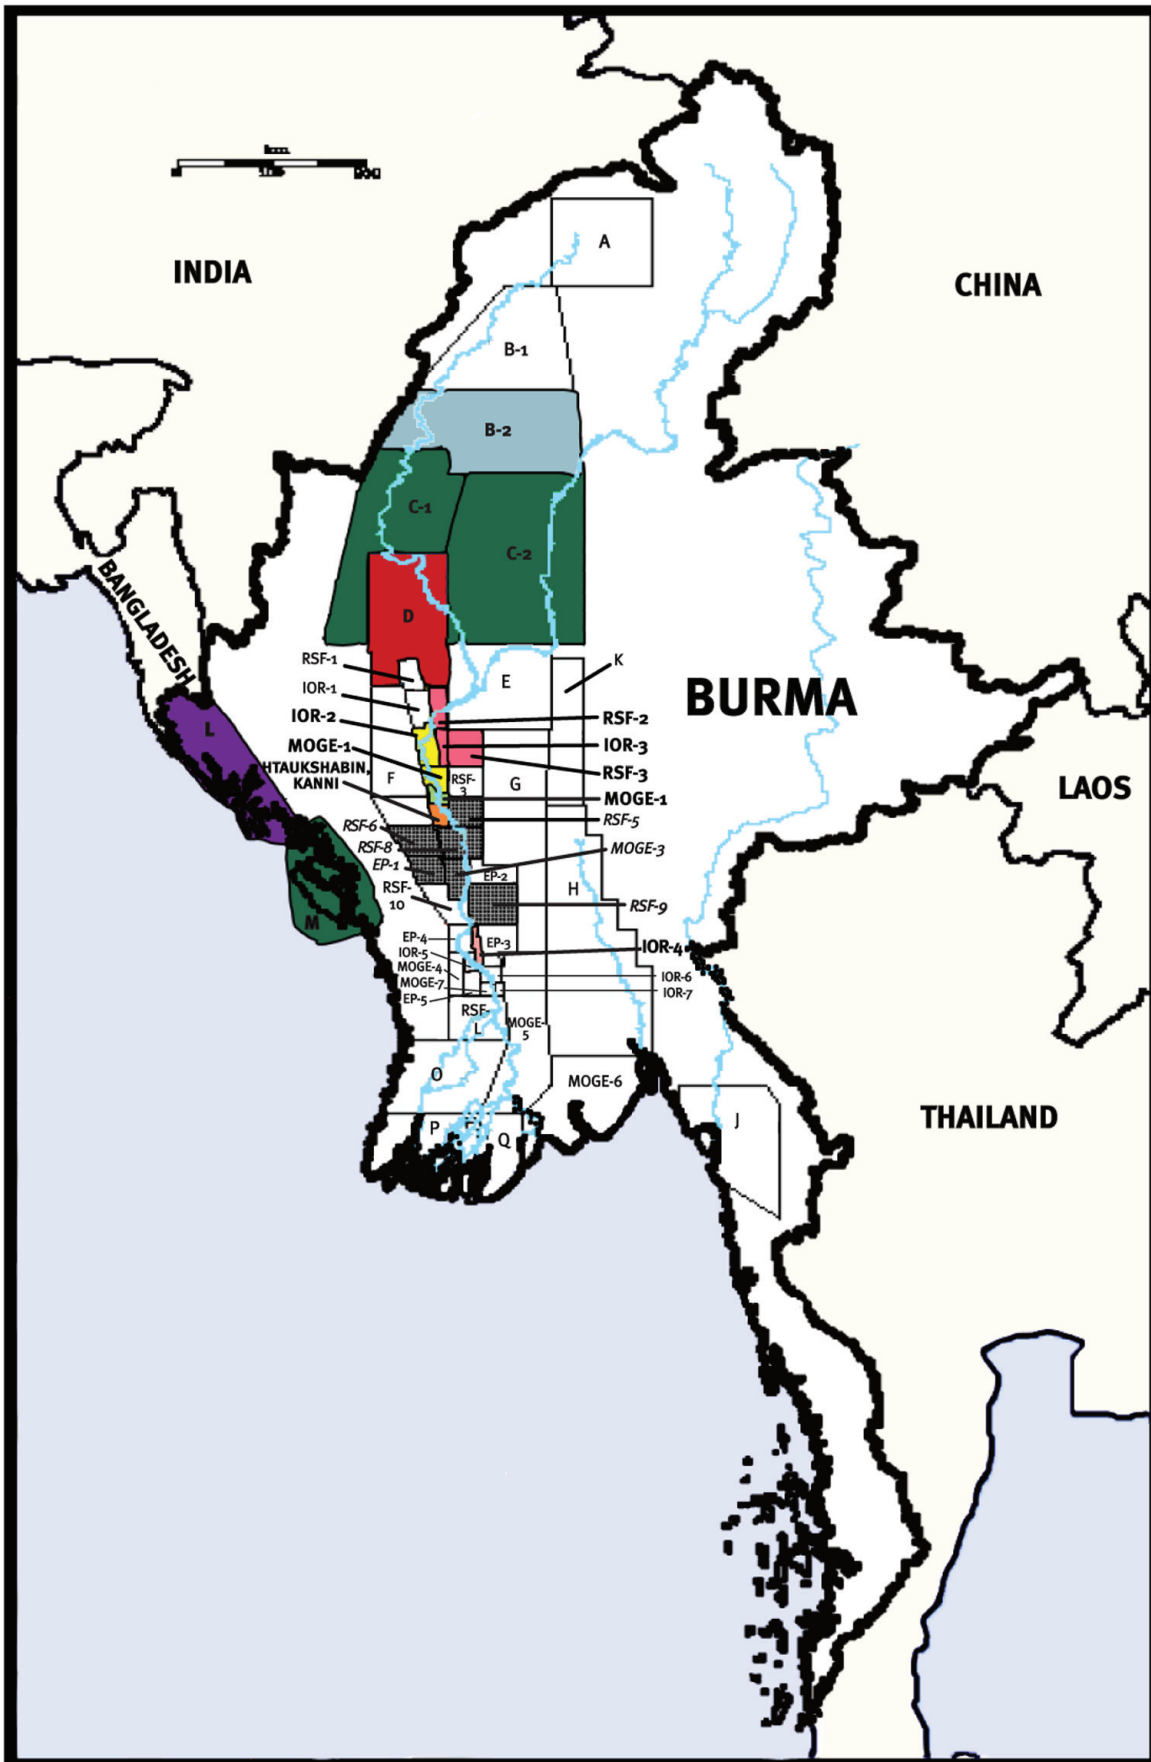 A
INDIA
CHINA
B-1
B-2
C-1
C-2
BANGLADESH
D
RSF-1
K
E
IOR-1
BURMA
IOR-2
RSF-2
L
MOGE-1
IOR-3
HTAUKSHABIN,
KANNI
RSF-3
F
RSF-
3
G
LAOS
MOGE-1
RSF-5
RSF-6
RSF-8
MOGE-3
EP-1
EP-2
RSF-
10
H
RSF-9
M
EP-4
EP-3
IOR-4
IOR-5
MOGE-4
IOR-6
MOGE-7
IOR-7
EP-5
RSF-
L
MOGE-
5
O
MOGE-6
P
Q
J
THAILAND